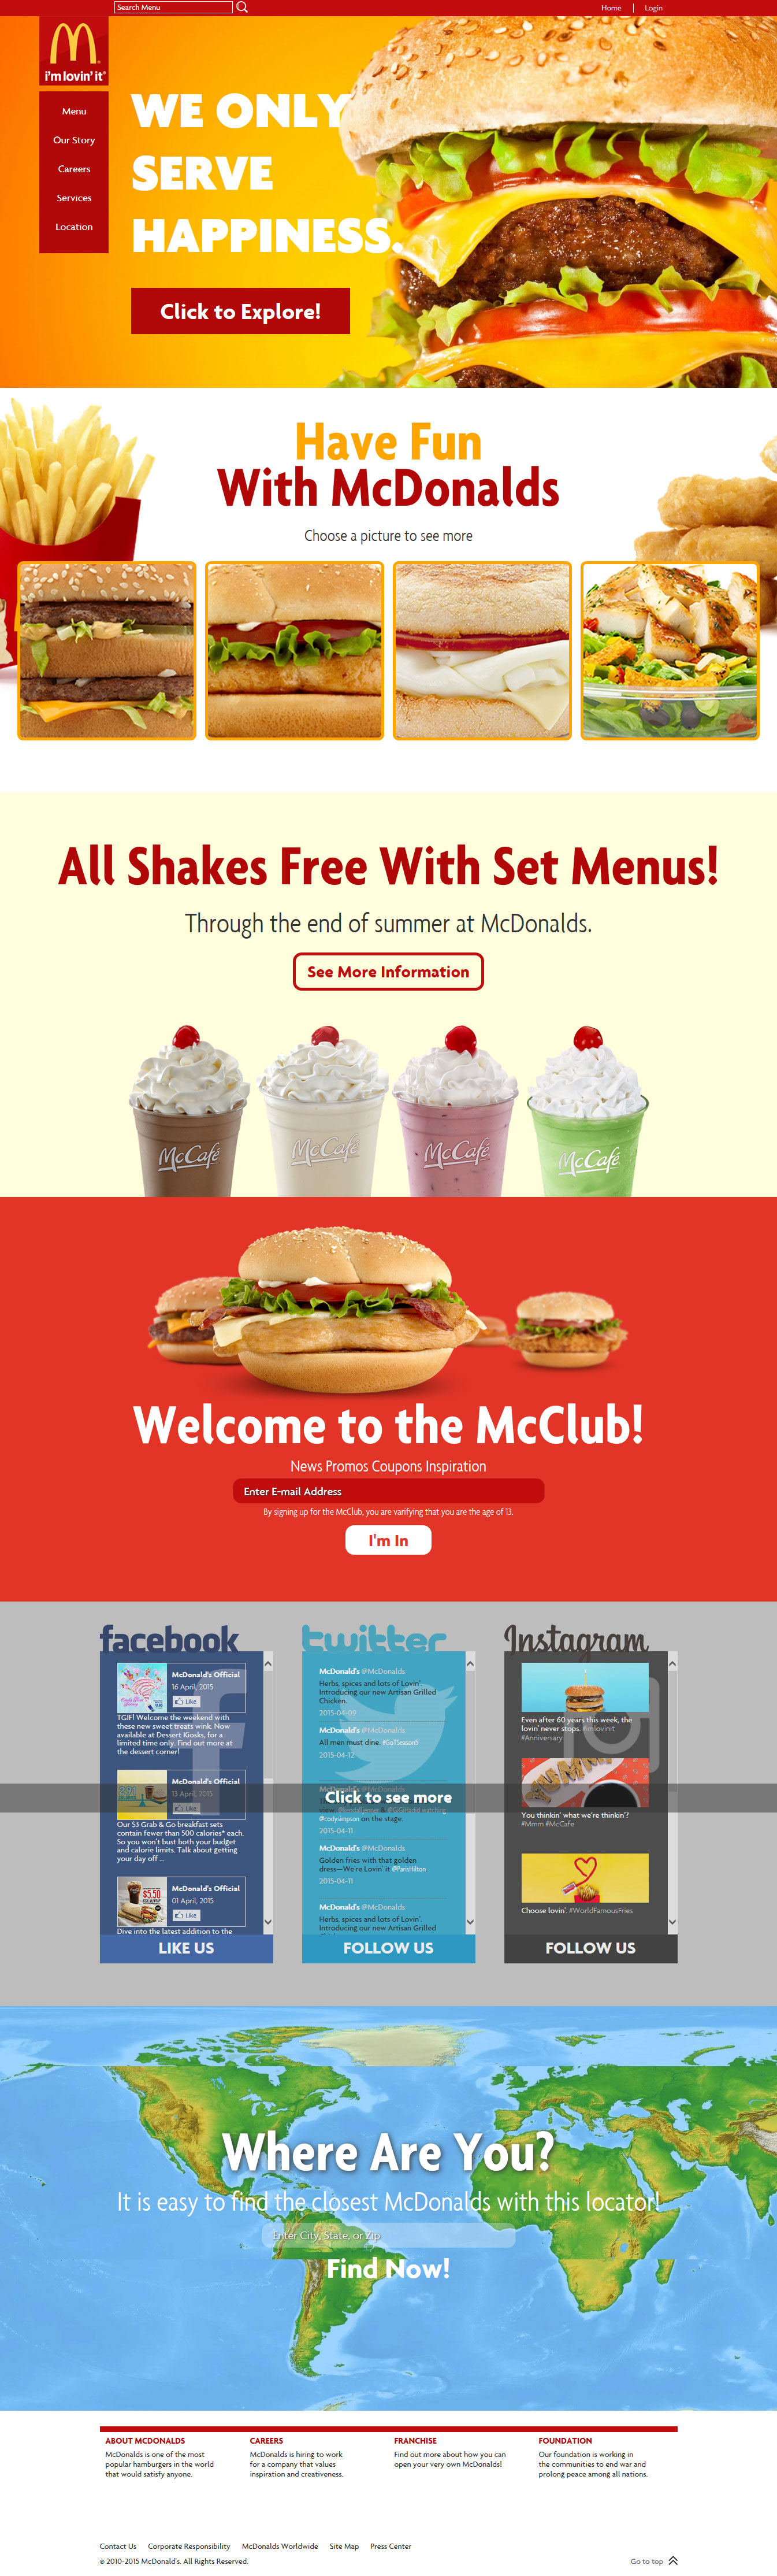 Search Menu
Home
Login
i'm lovin' it®
Menu
Our Story
Careers
Services
Location
WE ONLY
SERVE
HAPPINESS.
Click to Explore!
Have Fun
With McDonalds
Choose a picture to see more
All Shakes Free With Set Menus!
Through the end of summer at McDonalds.
See More Information
McCafé
McCafé
McCafé
McCafé
Welcome to the McClub!
News Promos Coupons Inspiration
Enter E-mail Address
By signing up for the McClub, you are varifying that you are the age of 13.
I'm In
facebook
McDonald's Official
16 April, 2015
Like
TGIF! Welcome the weekend with
these new sweet treats wink. Now
available at Dessert Kiosks, for a
limited time only. Find out more at
the dessert corner!
McDonald's Official
13 April, 2015
Like
Our $3 Grab & Go breakfast sets
contain fewer than 500 calories* each.
So you won't bust both your budget
and calorie limits. Talk about getting
your day off ...
$5.50
McDonald's Official
01 April, 2015
Like
Dive into the latest addition to the
LIKE US
twitter
McDonald's @McDonalds
Herbs, spices and lots of Lovin'.
Introducing our new Artisan Grilled
Chicken.
2015-04-09
McDonald's @McDonalds
All men must dine. #GoTSeason5
2015-04-12
McDonald's @McDonalds
Click to see more
view. @kendalljenner & @GiGiHadid watching
@codysimpson on the stage.
2015-04-11
McDonald's @McDonalds
Golden fries with that golden
dress—We're Lovin' it @ParisHilton
2015-04-11
McDonald's @McDonalds
Herbs, spices and lots of Lovin'.
Introducing our new Artisan Grilled
FOLLOW US
Instagram
Even after 60 years this week, the
lovin' never stops. #imlovinit
#Anniversary
You thinkin' what we're thinkin'?
#Mmm #McCafe
Choose lovin'. #WorldFamousFries
FOLLOW US
Where Are You?
It is easy to find the closest McDonalds with this locator!
Enter City, State, or Zip
Find Now!
ABOUT MCDONALDS
McDonalds is one of the most
popular hamburgers in the world
that would satisfy anyone.
CAREERS
McDonalds is hiring to work
for a company that values
inspiration and creativeness.
FRANCHISE
Find out more about how you can
open your very own McDonalds!
FOUNDATION
Our foundation is working in
the communities to end war and
prolong peace among all nations.
Contact Us
Corporate Responsibility
McDonalds Worldwide
Site Map
Press Center
© 2010-2015 McDonald's. All Rights Reserved.
Go to top